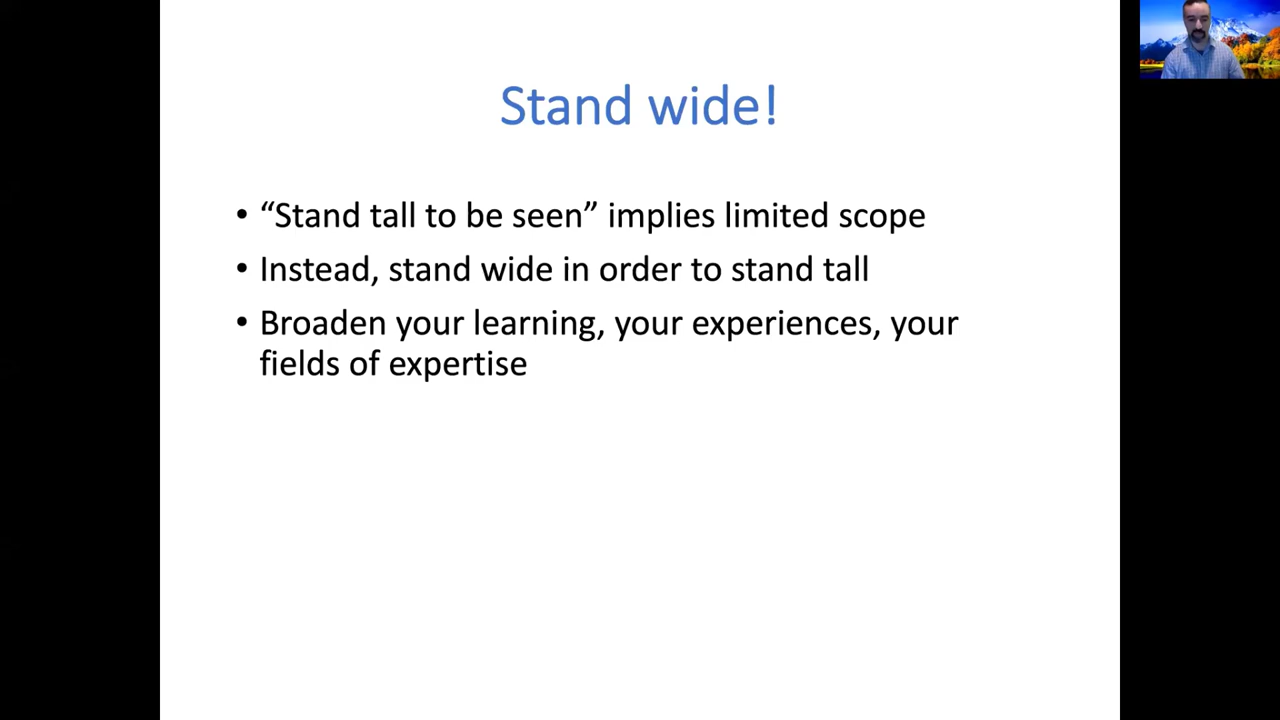 Stand wide!
• “Stand tall to be seen” implies limited scope
• Instead, stand wide in order to stand tall
• Broaden your learning, your experiences, your
fields of expertise